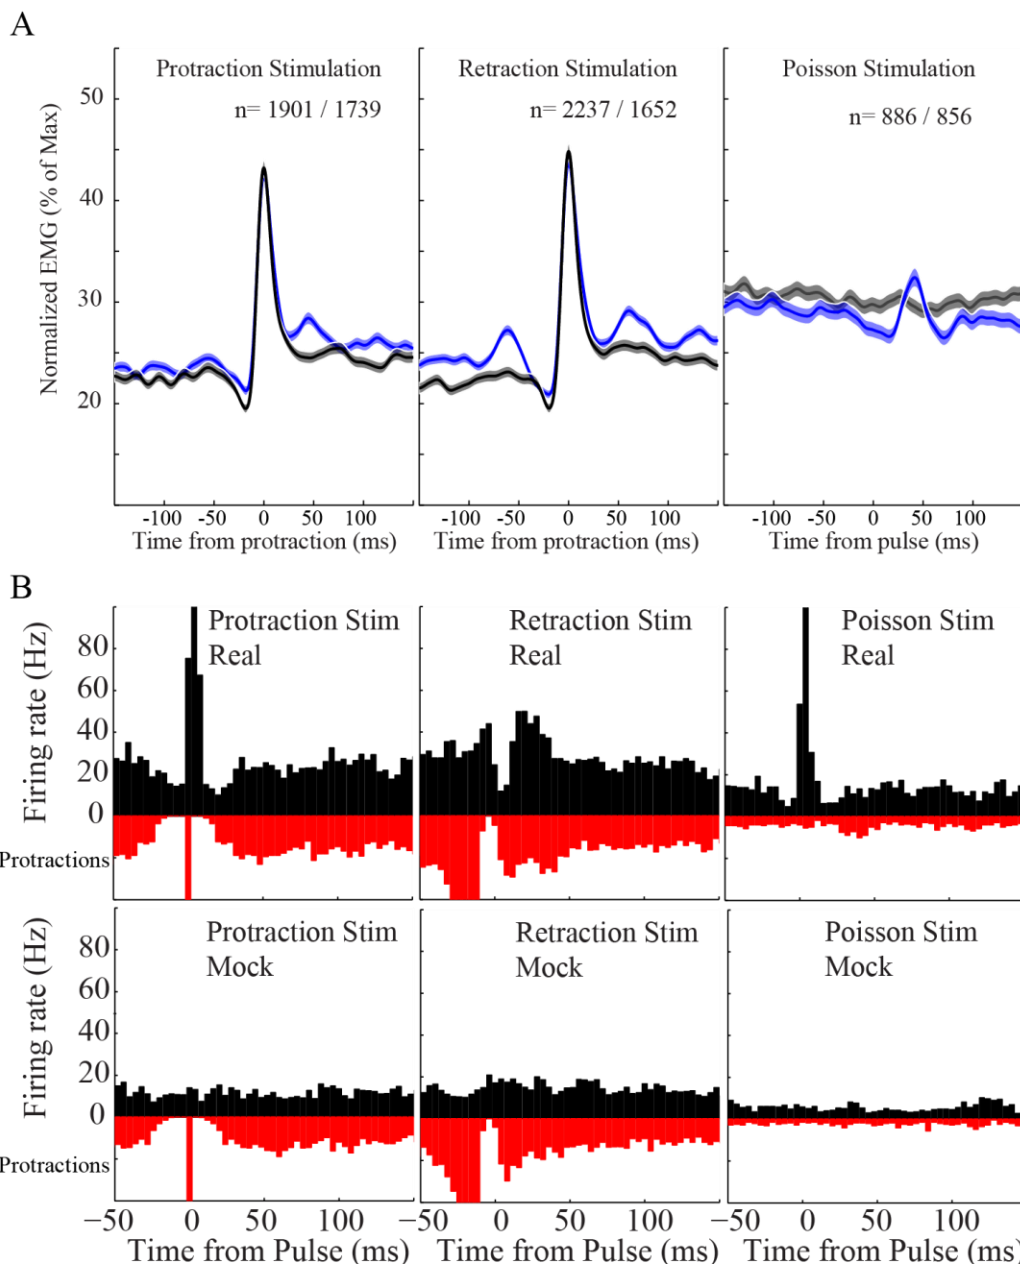 A
Protraction Stimulation
n= 1901 / 1739
Retraction Stimulation
n= 2237 / 1652
Poisson Stimulation
n= 886 / 856
Normalized EMG (% of Max)
50
40
30
20
-100 -50 0 50 100
-100 -50 0 50 100
-100 -50 0 50 100
Time from protraction (ms)
Time from protraction (ms)
Time from pulse (ms)
B
Protraction Stim
Real
Retraction Stim
Real
Poisson Stim
Real
Firing rate (Hz)
80
60
40
20
0
Protractions
Protraction Stim
Mock
Retraction Stim
Mock
Poisson Stim
Mock
Firing rate (Hz)
80
60
40
20
0
Protractions
−50 0 50 100
−50 0 50 100
−50 0 50 100
Time from Pulse (ms)
Time from Pulse (ms)
Time from Pulse (ms)